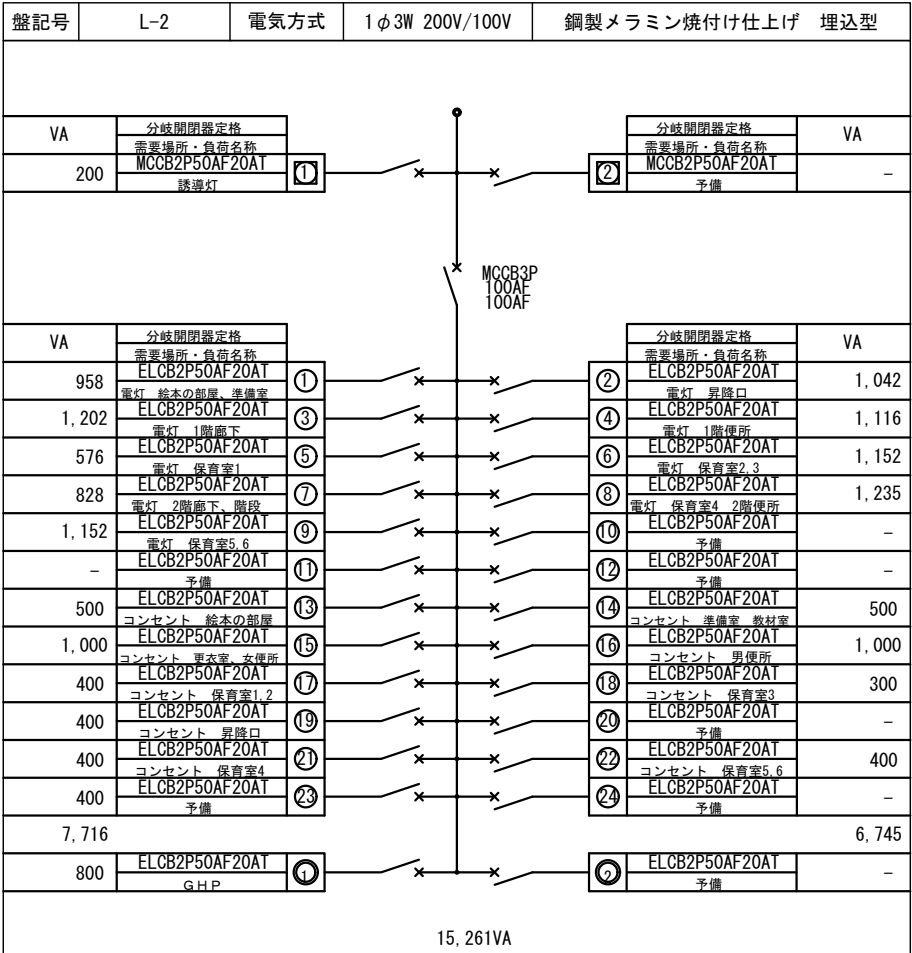 盤記号 L-2 電気方式 1φ3W 200V/100V 鋼製メラミン焼付け仕上げ 埋込型
VA 分岐開閉器定格 分岐開閉器定格 VA
需要場所・負荷名称 需要場所・負荷名称
200 MCCB2P50AF20AT ① ② MCCB2P50AF20AT -
誘導灯 予備
MCCB3P
100AF
100AF
VA 分岐開閉器定格 分岐開閉器定格 VA
需要場所・負荷名称 需要場所・負荷名称
958 ELCB2P50AF20AT ① ② ELCB2P50AF20AT 1,042
電灯 絵本の部屋、準備室 電灯 昇降口
1,202 ELCB2P50AF20AT ③ ④ ELCB2P50AF20AT 1,116
電灯 1階廊下 電灯 1階便所
576 ELCB2P50AF20AT ⑤ ⑥ ELCB2P50AF20AT 1,152
電灯 保育室1 電灯 保育室2,3
828 ELCB2P50AF20AT ⑦ ⑧ ELCB2P50AF20AT 1,235
電灯 2階廊下、階段 電灯 保育室4 2階便所
1,152 ELCB2P50AF20AT ⑨ ⑩ ELCB2P50AF20AT -
電灯 保育室5,6 予備
- ELCB2P50AF20AT ⑪ ⑫ ELCB2P50AF20AT -
予備 予備
500 ELCB2P50AF20AT ⑬ ⑭ ELCB2P50AF20AT 500
コンセント 絵本の部屋 コンセント 準備室 教材室
1,000 ELCB2P50AF20AT ⑮ ⑯ ELCB2P50AF20AT 1,000
コンセント 更衣室、女便所 コンセント 男便所
400 ELCB2P50AF20AT ⑰ ⑱ ELCB2P50AF20AT 300
コンセント 保育室1,2 コンセント 保育室3
400 ELCB2P50AF20AT ⑲ ⑳ ELCB2P50AF20AT -
コンセント 昇降口 予備
400 ELCB2P50AF20AT ㉑ ㉒ ELCB2P50AF20AT 400
コンセント 保育室4 コンセント 保育室5,6
400 ELCB2P50AF20AT ㉓ ㉔ ELCB2P50AF20AT -
予備 予備
7,716 6,745
800 ELCB2P50AF20AT ① ② ELCB2P50AF20AT -
GHP 予備
15,261VA